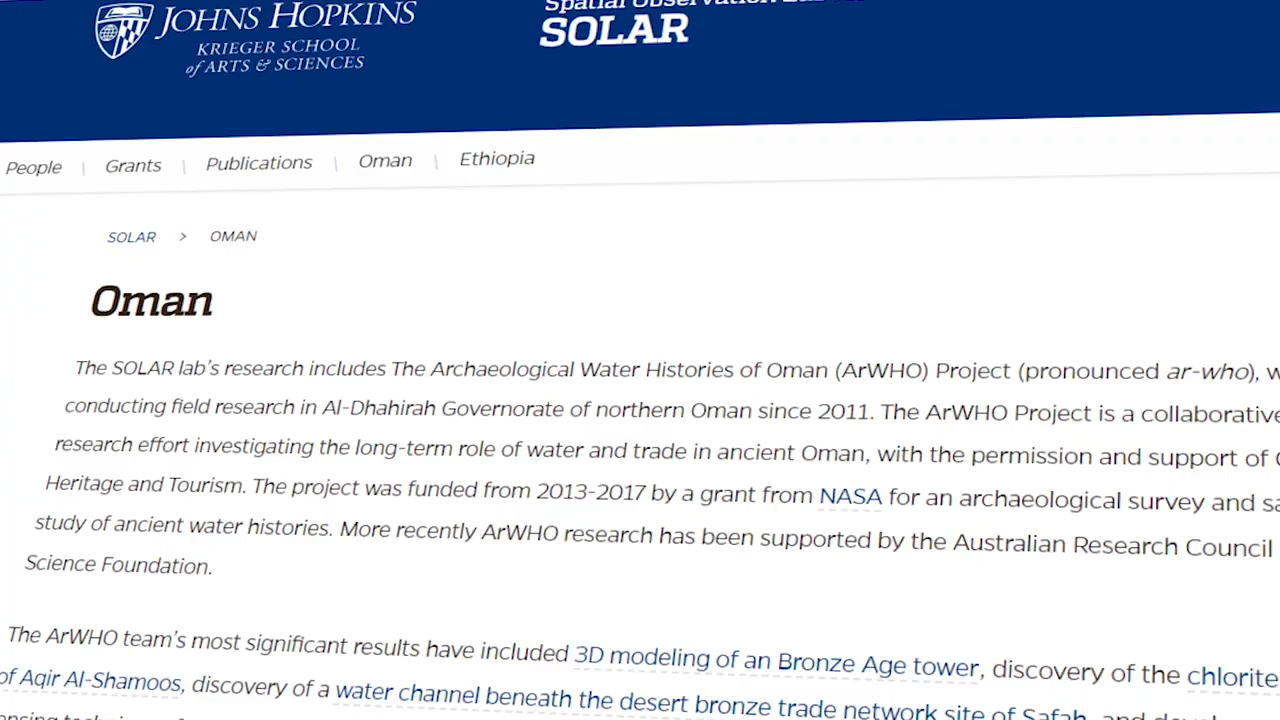 JOHNS HOPKINS
KRIEGER SCHOOL
of ARTS & SCIENCES
Spatial Observation
SOLAR
People | Grants | Publications | Oman | Ethiopia
SOLAR > OMAN
Oman
The SOLAR lab's research includes The Archaeological Water Histories of Oman (ArWHO) Project (pronounced ar-who),
conducting field research in Al-Dhahirah Governorate of northern Oman since 2011. The ArWHO Project is a collaborative
research effort investigating the long-term role of water and trade in ancient Oman, with the permission and support of
Heritage and Tourism. The project was funded from 2013-2017 by a grant from NASA for an archaeological survey and
study of ancient water histories. More recently ArWHO research has been supported by the Australian Research Council
Science Foundation.
The ArWHO team's most significant results have included 3D modeling of an Bronze Age tower, discovery of the chlorite
of Aqir Al-Shamoos, discovery of a water channel beneath the desert bronze trade network site of Safah, and